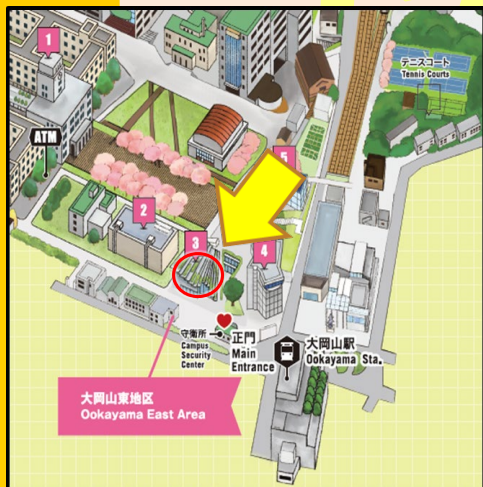 1
テニスコート
Tennis Courts
ATM
5
2
3
4
守衛所
Campus
Security
Center
正門
Main
Entrance
大岡山駅
Ookayama Sta.
大岡山東地区
Ookayama East Area